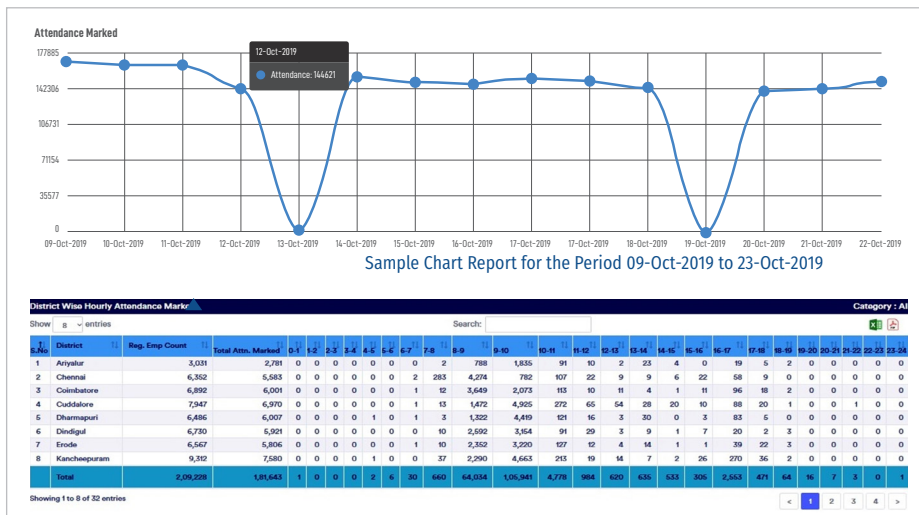 Attendance Marked
177885
142306
106731
71154
35577
0
12-Oct-2019
Attendance: 144621
09-Oct-2019 10-Oct-2019 11-Oct-2019 12-Oct-2019 13-Oct-2019 14-Oct-2019 15-Oct-2019 16-Oct-2019 17-Oct-2019 17-Oct-2019 18-Oct-2019 19-Oct-2019 20-Oct-2019 21-Oct-2019 22-Oct-2019
Sample Chart Report for the Period 09-Oct-2019 to 23-Oct-2019
District Wise Hourly Attendance Marke Category : Al
Show 8 entries Search:
S.No District Reg. Emp Count Total Attn. Marked 0-1 1-2 2-3 3-4 4-5 5-6 6-7 7-8 8-9 9-10 10-11 11-12 12-13 13-14 14-15 15-16 16-17 17-18 18-19 19-20 20-21 21-22 22-23 23-24
1 Ariyalur 3,031 2,781 0 0 0 0 0 0 0 2 788 1,835 91 10 2 23 4 0 19 5 2 0 0 0 0 0
2 Chennai 6,352 5,583 0 0 0 0 0 0 2 283 4,274 782 107 22 9 9 6 22 58 9 0 0 0 0 0 0
3 Coimbatore 6,892 6,001 0 0 0 0 0 0 1 12 3,649 2,073 113 10 11 4 1 11 96 18 2 0 0 0 0 0
4 Cuddalore 7,947 6,970 0 0 0 0 0 0 1 13 1,472 4,925 272 65 54 28 20 10 88 20 1 0 0 1 0 0
5 Dharmapuri 6,486 6,007 0 0 0 0 1 0 1 3 1,322 4,419 121 16 3 30 0 3 83 5 0 0 0 0 0 0
6 Dindigul 6,730 5,921 0 0 0 0 0 0 0 10 2,592 3,154 91 29 3 9 1 7 20 2 3 0 0 0 0 0
7 Erode 6,567 5,806 0 0 0 0 0 0 1 10 2,352 3,220 127 12 4 14 1 1 39 22 3 0 0 0 0 0
8 Kancheepuram 9,312 7,580 0 0 0 0 1 0 0 37 2,290 4,663 213 19 14 7 2 26 270 36 2 0 0 0 0 0
Total 2,09,228 1,81,643 1 0 0 0 2 6 30 660 64,034 1,05,941 4,778 984 620 635 533 305 2,553 471 64 16 7 3 0 1
Showing 1 to 8 of 32 entries
< 1 2 3 4 >